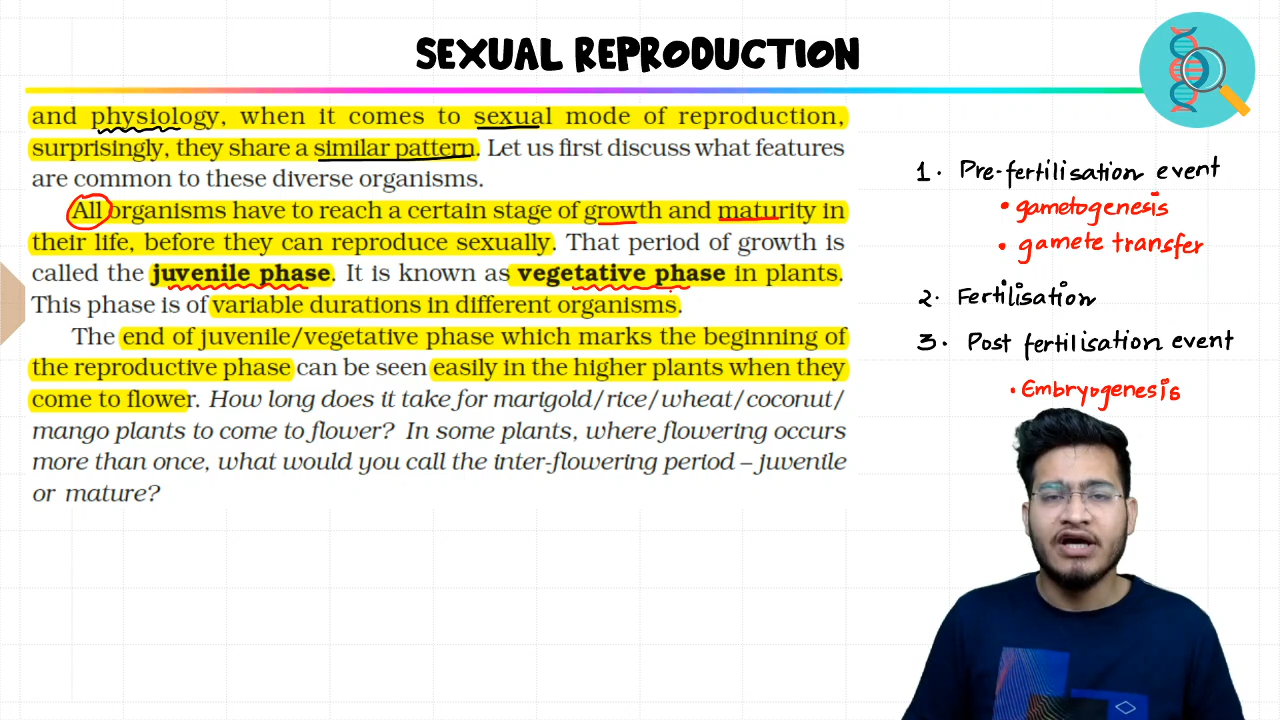 SEXUAL REPRODUCTION
and physiology, when it comes to sexual mode of reproduction,
surprisingly, they share a similar pattern. Let us first discuss what features
are common to these diverse organisms.
All organisms have to reach a certain stage of growth and maturity in
their life, before they can reproduce sexually. That period of growth is
called the juvenile phase. It is known as vegetative phase in plants.
This phase is of variable durations in different organisms.
The end of juvenile/vegetative phase which marks the beginning of
the reproductive phase can be seen easily in the higher plants when they
come to flower. How long does it take for marigold/rice/wheat/coconut/
mango plants to come to flower? In some plants, where flowering occurs
more than once, what would you call the inter-flowering period – juvenile
or mature?
1. Pre-fertilisation event
• gametogenesis
• gamete transfer
2. Fertilisation
3. Post fertilisation event
• Embryogenesis